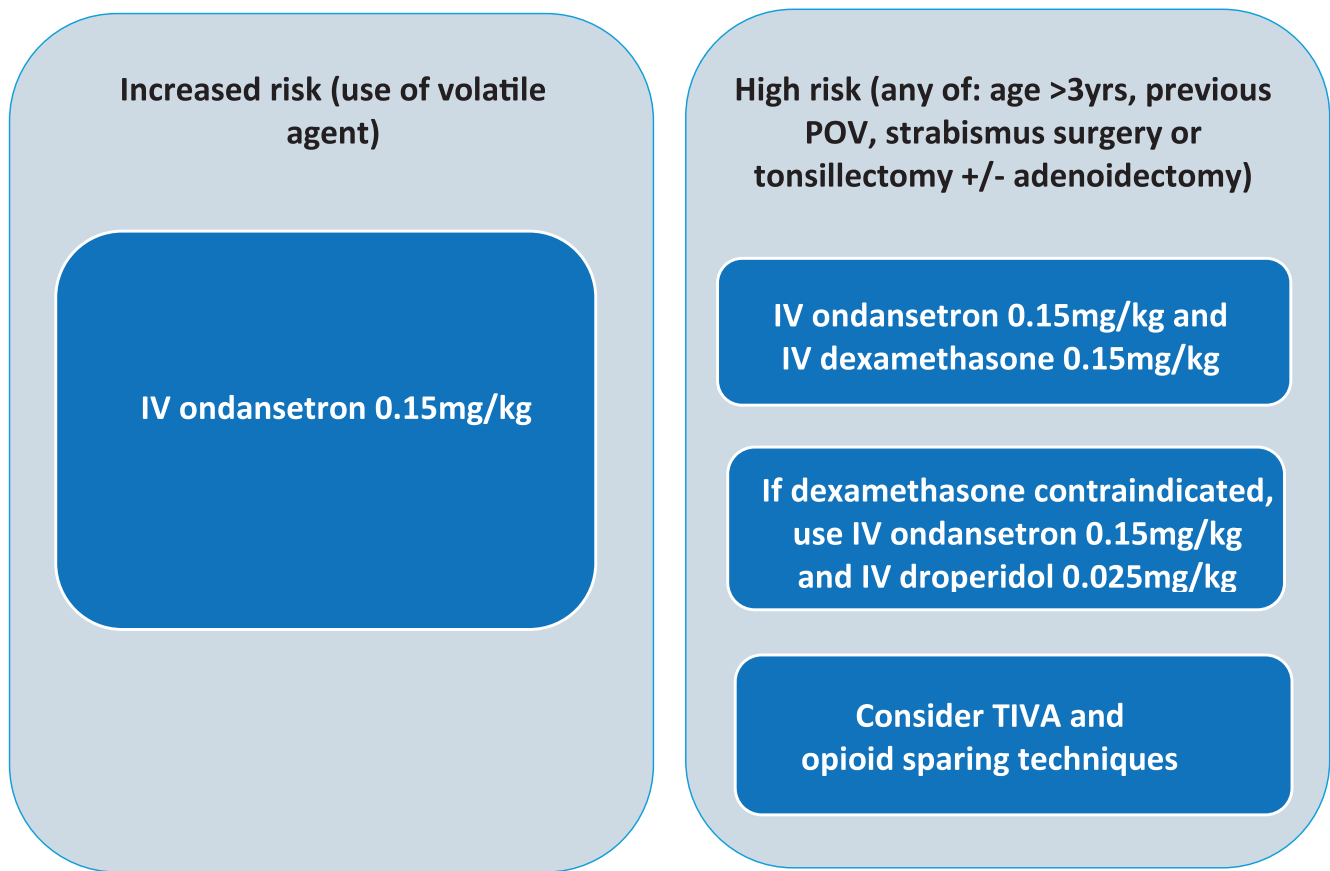 Increased risk (use of volatile
agent)
IV ondansetron 0.15mg/kg
High risk (any of: age >3yrs, previous
POV, strabismus surgery or
tonsillectomy +/- adenoidectomy)
IV ondansetron 0.15mg/kg and
IV dexamethasone 0.15mg/kg
If dexamethasone contraindicated,
use IV ondansetron 0.15mg/kg
and IV droperidol 0.025mg/kg
Consider TIVA and
opioid sparing techniques